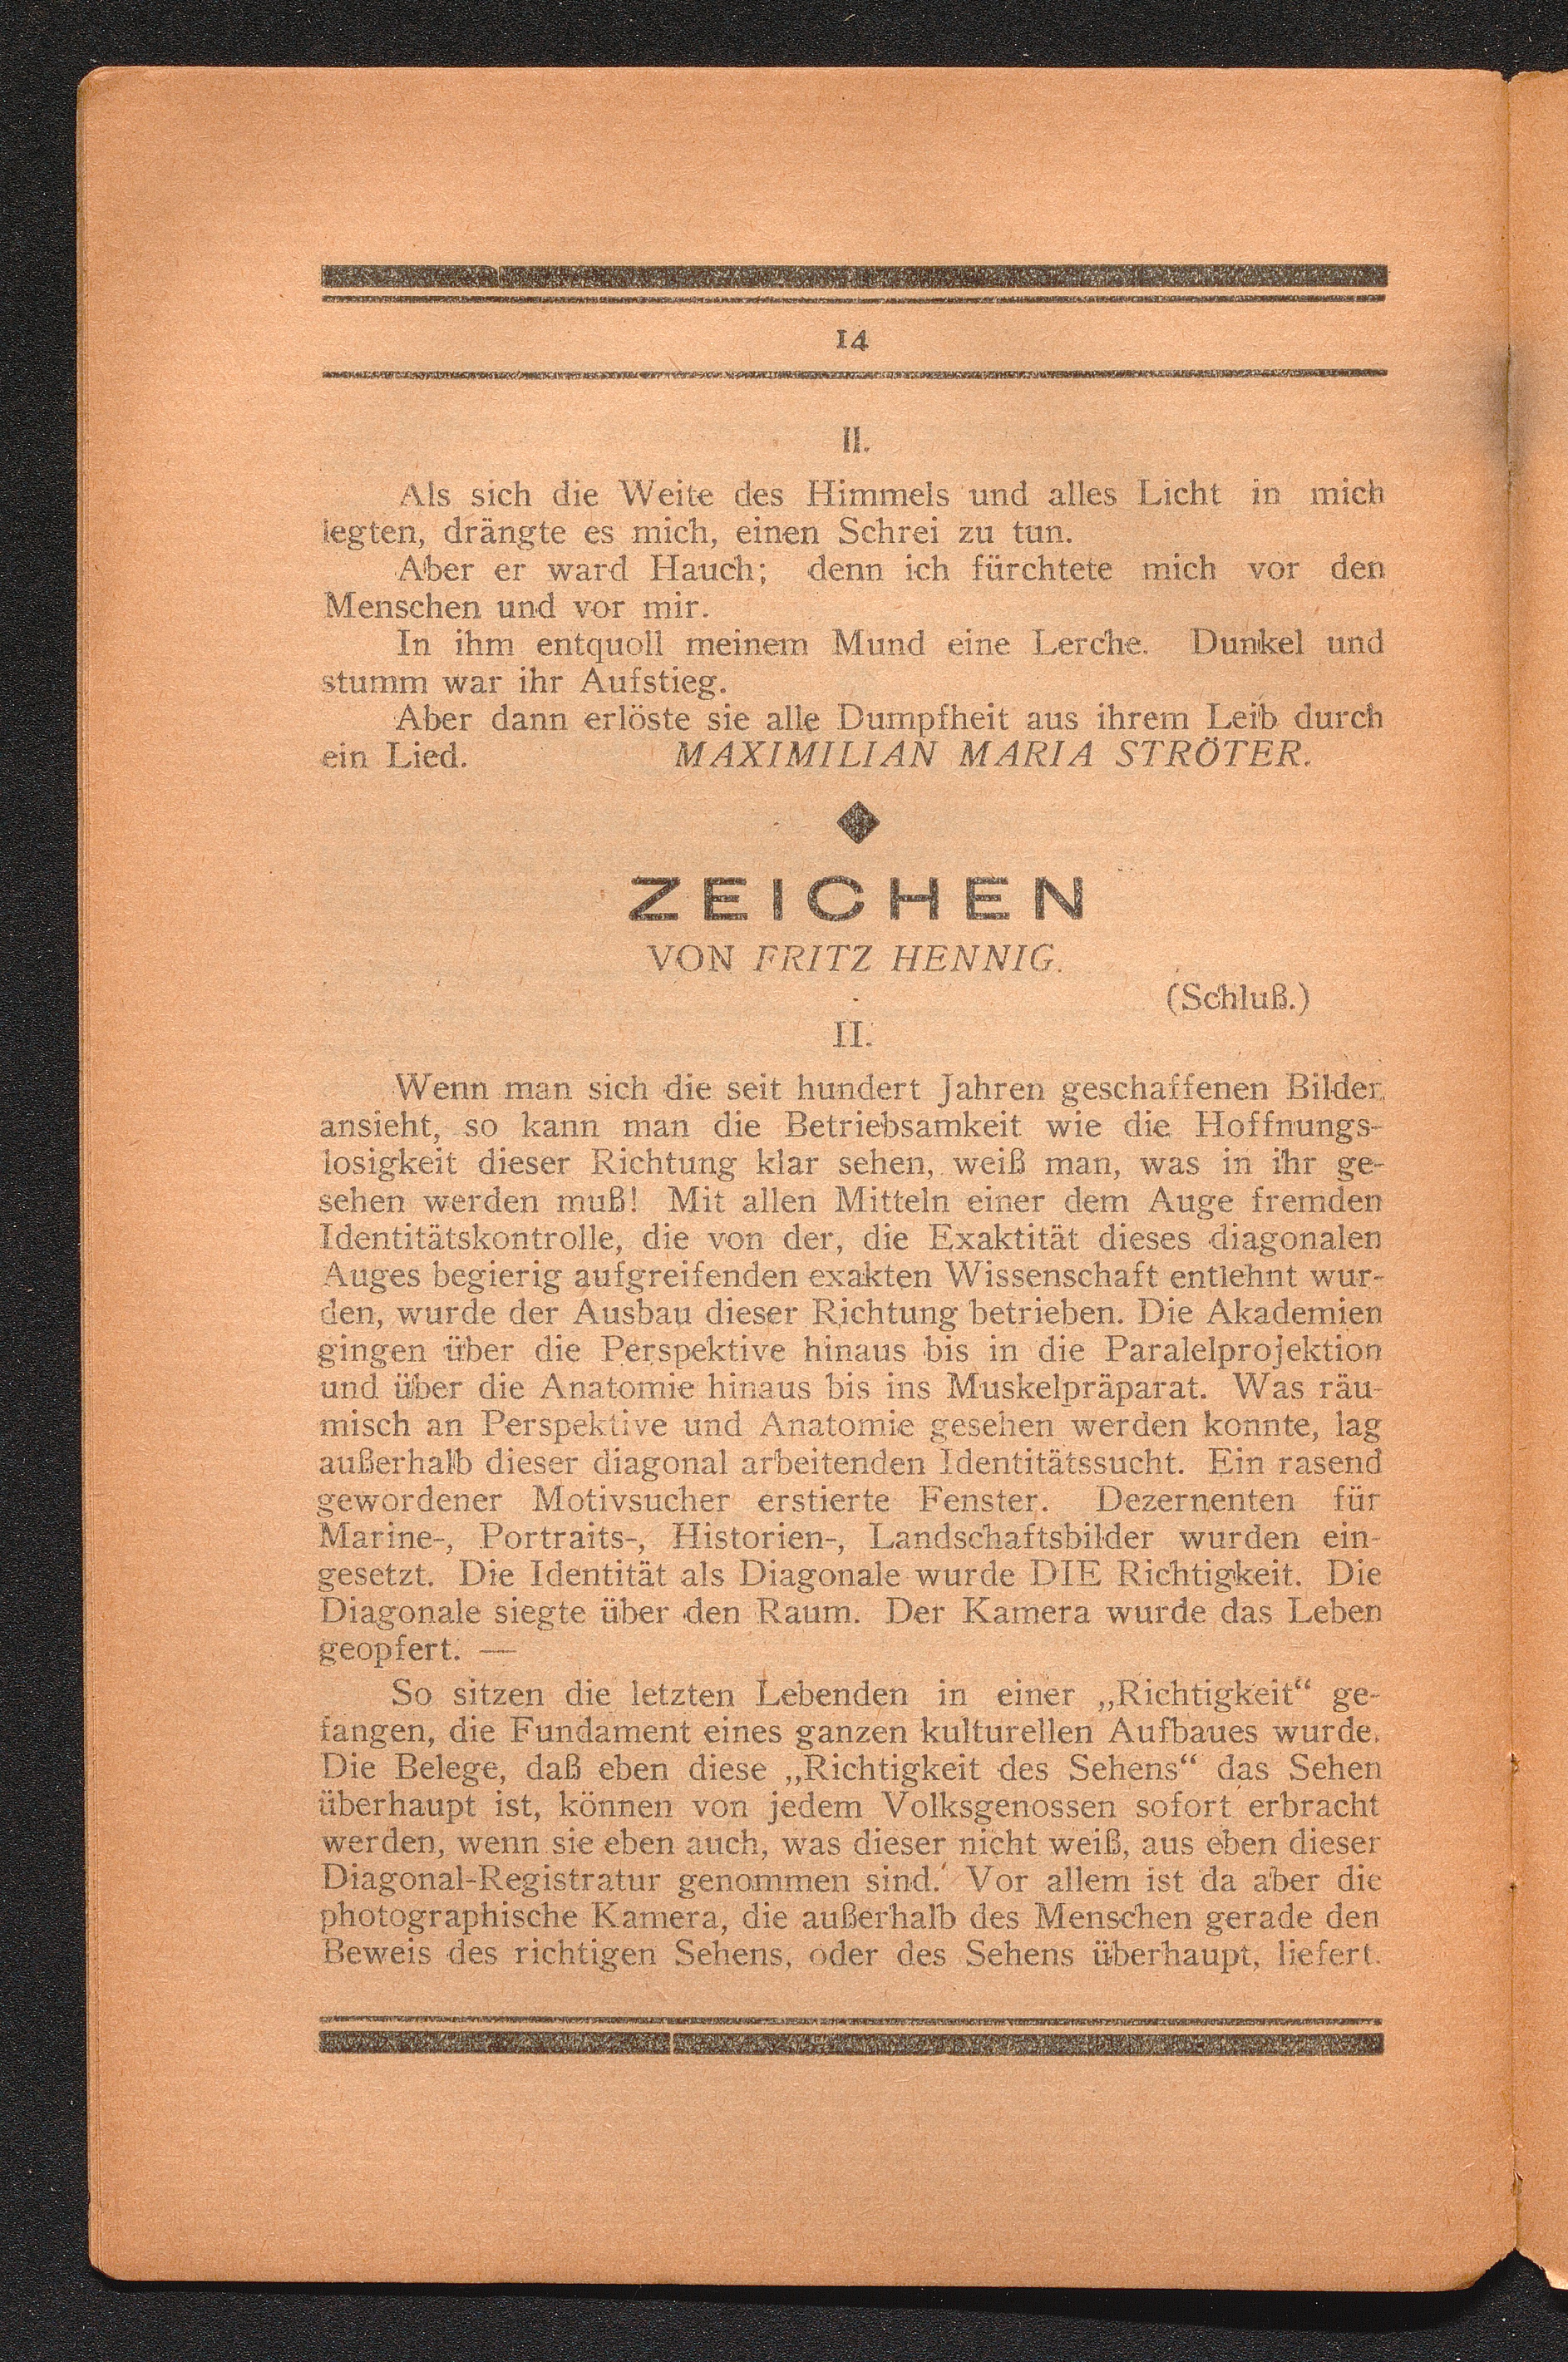 14
II.
Als sich die Weite des Himmels und alles Licht in mich
legten, drängte es mich, einen Schrei zu tun.
Aber er ward Hauch; denn ich fürchtete mich vor den
Menschen und vor mir.
In ihm entquoll meinem Mund eine Lerche. Dunkel und
stumm war ihr Aufstieg.
Aber dann erlöste sie alle Dumpfheit aus ihrem Leib durch
ein Lied. MAXIMILIAN MARIA STRÖTER.
ZEICHEN
VON FRITZ HENNIG.
(Schluß.)
II.
Wenn man sich die seit hundert Jahren geschaffenen Bilder,
ansieht, so kann man die Betriebsamkeit wie die Hoffnungs-
losigkeit dieser Richtung klar sehen, weiß man, was in ihr ge-
sehen werden muß! Mit allen Mitteln einer dem Auge fremden
Identitätskontrolle, die von der, die Exaktität dieses diagonalen
Auges begierig aufgreifenden exakten Wissenschaft entlehnt wur-
den, wurde der Ausbau dieser Richtung betrieben. Die Akademien
gingen über die Perspektive hinaus bis in die Paralelprojektion
und über die Anatomie hinaus bis ins Muskelpräparat. Was räu-
misch an Perspektive und Anatomie gesehen werden konnte, lag
außerhalb dieser diagonal arbeitenden Identitätssucht. Ein rasend
gewordener Motivsucher erstierte Fenster. Dezernenten für
Marine-, Portraits-, Historien-, Landschaftsbilder wurden ein-
gesetzt. Die Identität als Diagonale wurde DIE Richtigkeit. Die
Diagonale siegte über den Raum. Der Kamera wurde das Leben
geopfert. —
So sitzen die letzten Lebenden in einer „Richtigkeit“ ge-
fangen, die Fundament eines ganzen kulturellen Aufbaues wurde.
Die Belege, daß eben diese „Richtigkeit des Sehens“ das Sehen
überhaupt ist, können von jedem Volksgenossen sofort erbracht
werden, wenn sie eben auch, was dieser nicht weiß, aus eben dieser
Diagonal-Registratur genommen sind. Vor allem ist da aber die
photographische Kamera, die außerhalb des Menschen gerade den
Beweis des richtigen Sehens, oder des Sehens überhaupt, liefert.